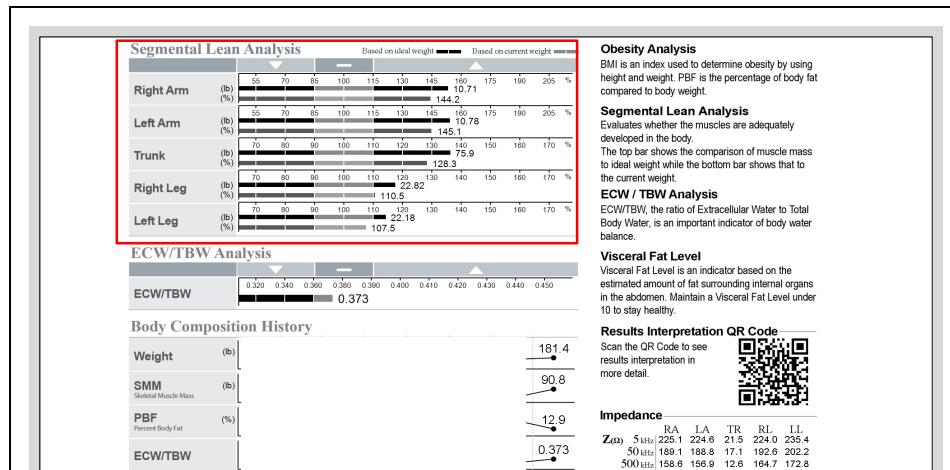 Segmental Lean Analysis
Based on ideal weight
Based on current weight
55 70 85 100 115 130 145 160 175 190 205 %
Right Arm (lb) 10.71
(%) 144.2
55 70 85 100 115 130 145 160 175 190 205 %
Left Arm (lb) 10.78
(%) 145.1
70 80 90 100 110 120 130 140 150 160 170 %
Trunk (lb) 75.9
(%) 128.3
70 80 90 100 110 120 130 140 150 160 170 %
Right Leg (lb) 22.82
(%) 110.5
70 80 90 100 110 120 130 140 150 160 170 %
Left Leg (lb) 22.18
(%) 107.5
ECW/TBW Analysis
0.320 0.340 0.360 0.380 0.390 0.400 0.410 0.420 0.430 0.440 0.450
ECW/TBW 0.373
Body Composition History
Weight (lb) 181.4
SMM (lb) 90.8
Skeletal Muscle Mass
PBF (%) 12.9
Percent Body Fat
ECW/TBW 0.373
Obesity Analysis
BMI is an index used to determine obesity by using
height and weight. PBF is the percentage of body fat
compared to body weight.
Segmental Lean Analysis
Evaluates whether the muscles are adequately
developed in the body.
The top bar shows the comparison of muscle mass
to ideal weight while the bottom bar shows that to
the current weight.
ECW / TBW Analysis
ECW/TBW, the ratio of Extracellular Water to Total
Body Water, is an important indicator of body water
balance.
Visceral Fat Level
Visceral Fat Level is an indicator based on the
estimated amount of fat surrounding internal organs
in the abdomen. Maintain a Visceral Fat Level under
10 to stay healthy.
Results Interpretation QR Code
Scan the QR Code to see
results interpretation in
more detail.
Impedance
RA LA TR RL LL
Z(Ω) 5 kHz 225.1 224.6 21.5 224.0 235.4
50 kHz 189.1 188.8 17.1 192.6 202.2
500 kHz 158.6 156.9 12.6 164.7 172.8